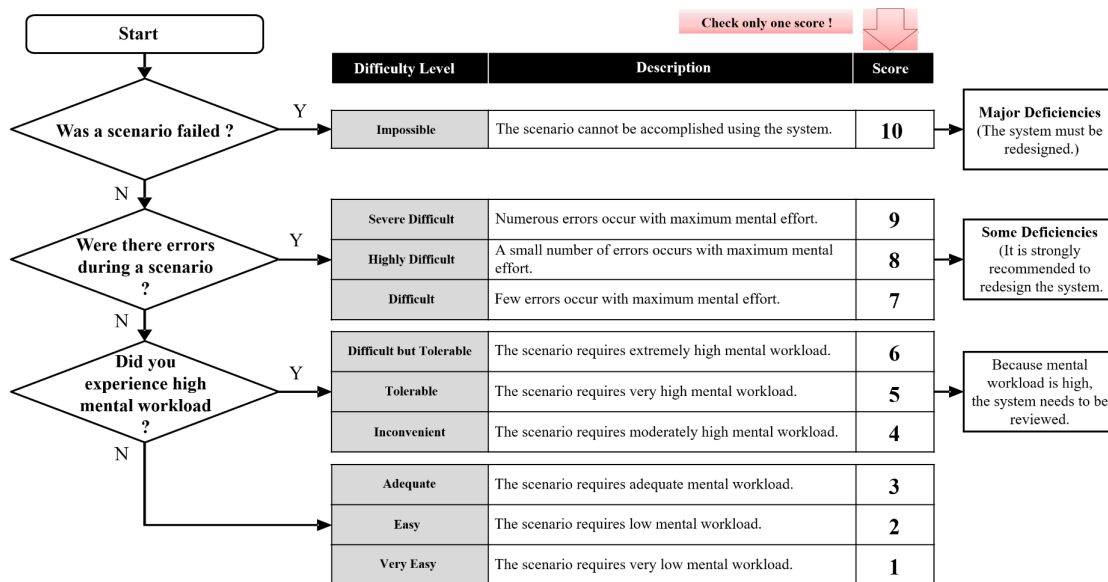 Start
Check only one score !
Difficulty Level Description Score
Was a scenario failed ?
Y
N
Impossible The scenario cannot be accomplished using the system. 10
Major Deficiencies
(The system must be
redesigned.)
Were there errors
during a scenario
?
Y
N
Severe Difficult Numerous errors occur with maximum mental effort. 9
Highly Difficult A small number of errors occurs with maximum mental
effort. 8
Difficult Few errors occur with maximum mental effort. 7
Some Deficiencies
(It is strongly
recommended to
redesign the system.
Did you
experience high
mental workload
?
Y
N
Difficult but Tolerable The scenario requires extremely high mental workload. 6
Tolerable The scenario requires very high mental workload. 5
Inconvenient The scenario requires moderately high mental workload. 4
Because mental
workload is high,
the system needs to be
reviewed.
Adequate The scenario requires adequate mental workload. 3
Easy The scenario requires low mental workload. 2
Very Easy The scenario requires very low mental workload. 1